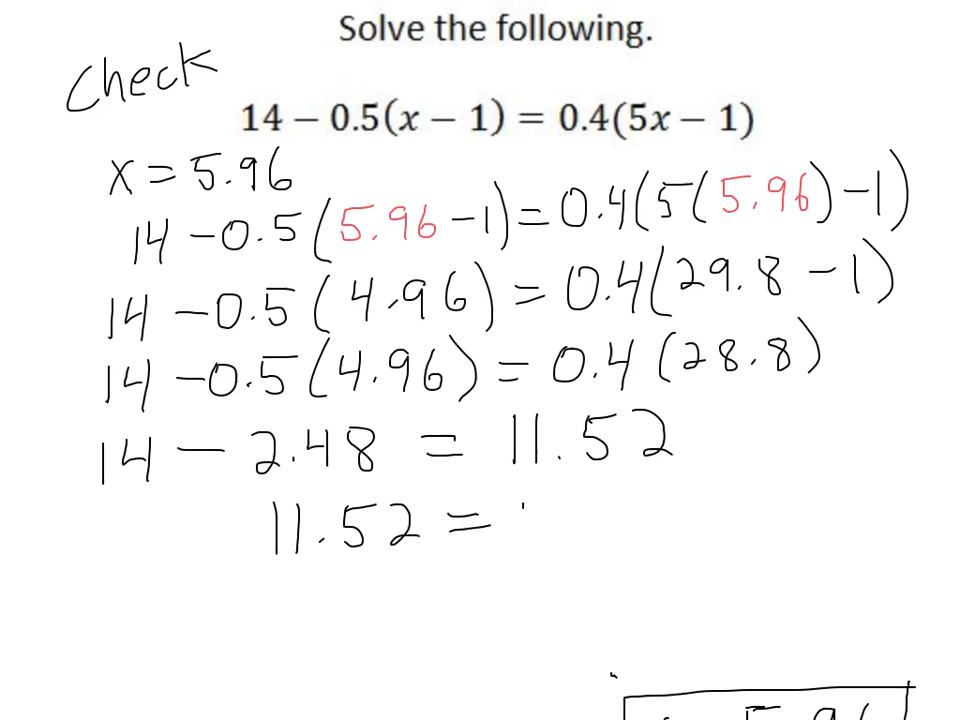 Solve the following.
Check
14 − 0.5(x − 1) = 0.4(5x − 1)
x = 5.96
14 − 0.5(5.96 − 1) = 0.4(5(5.96) − 1)
14 − 0.5(4.96) = 0.4(29.8 − 1)
14 − 0.5(4.96) = 0.4(28.8)
14 − 2.48 = 11.52
11.52 =
5.96